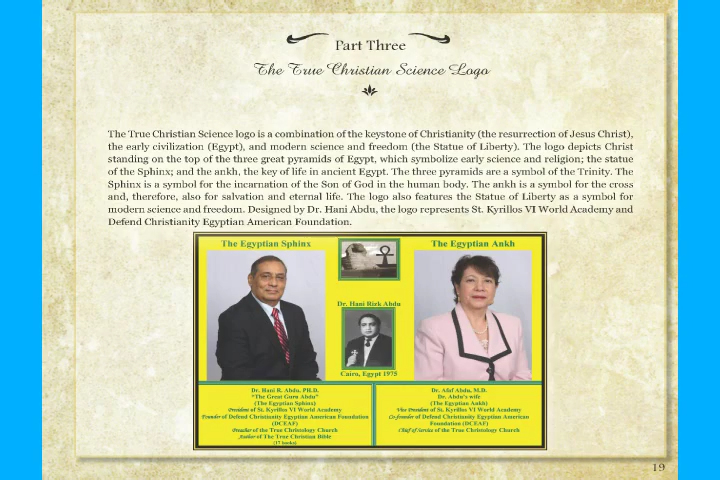 Part Three
The True Christian Science Logo
The True Christian Science logo is a combination of the keystone of Christianity (the resurrection of Jesus Christ),
the early civilization (Egypt), and modern science and freedom (the Statue of Liberty). The logo depicts Christ
standing on the top of the three great pyramids of Egypt, which symbolize early science and religion; the statue
of the Sphinx; and the ankh, the key of life in ancient Egypt. The three pyramids are a symbol of the Trinity. The
Sphinx is a symbol for the incarnation of the Son of God in the human body. The ankh is a symbol for the cross
and, therefore, also for salvation and eternal life. The logo also features the Statue of Liberty as a symbol for
modern science and freedom. Designed by Dr. Hani Abdu, the logo represents St. Kyrillos VI World Academy and
Defend Christianity Egyptian American Foundation.
The Egyptian Sphinx
The Egyptian Ankh
Dr. Hani Rizk Abdu
Cairo, Egypt 1975
Dr. Hani R. Abdu, PH.D.
"The Great Guru Abdu"
(The Egyptian Sphinx)
President of St. Kyrillos VI World Academy
Founder of Defend Christianity Egyptian American Foundation
(DCEAF)
Preacher of the True Christology Church
Author of The True Christian Bible
(17 books)
Dr. Afaf Abdu, M.D.
Dr. Abdu's wife
(The Egyptian Ankh)
Vice President of St. Kyrillos VI World Academy
Co-founder of Defend Christianity Egyptian American
Foundation (DCEAF)
Chief of Service of the True Christology Church
19